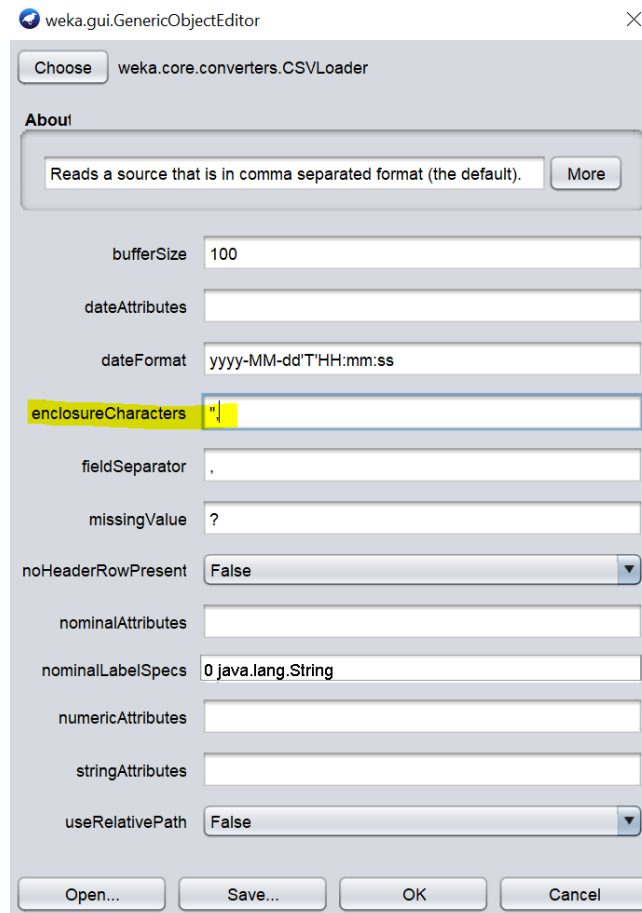 weka.gui.GenericObjectEditor
Choose weka.core.converters.CSVLoader
About
Reads a source that is in comma separated format (the default). More
bufferSize 100
dateAttributes
dateFormat yyyy-MM-dd'T'HH:mm:ss
enclosureCharacters ",
fieldSeparator ,
missingValue ?
noHeaderRowPresent False
nominalAttributes
nominalLabelSpecs 0 java.lang.String
numericAttributes
stringAttributes
useRelativePath False
Open... Save... OK Cancel